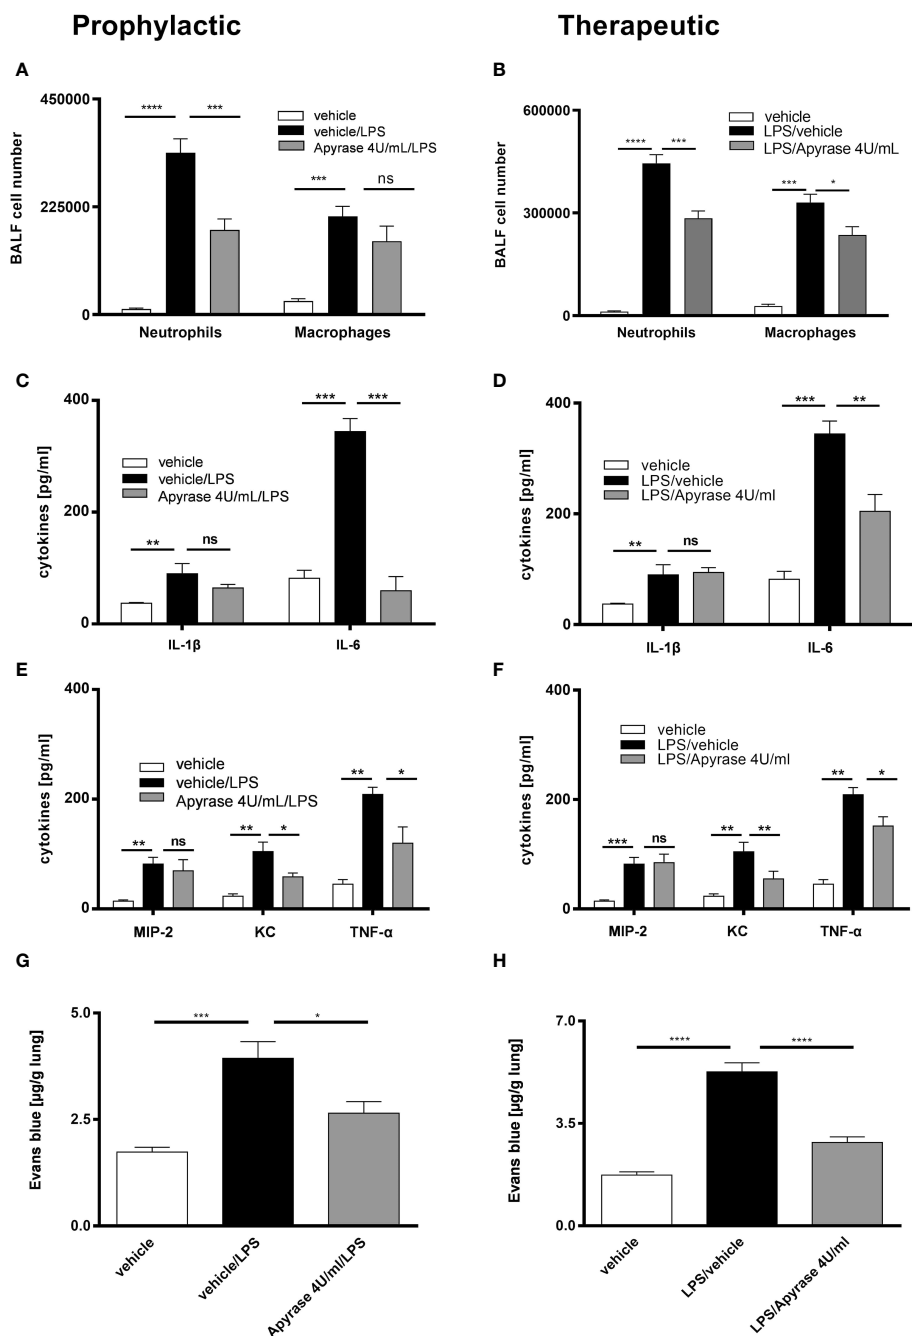 Prophylactic
Therapeutic
A
450000
225000
0
BALF cell number
vehicle
vehicle/LPS
Apyrase 4U/mL/LPS
****
***
***
ns
Neutrophils
Macrophages
B
600000
300000
0
BALF cell number
vehicle
LPS/vehicle
LPS/Apyrase 4U/mL
****
***
***
*
Neutrophils
Macrophages
C
400
200
0
cytokines [pg/ml]
vehicle
vehicle/LPS
Apyrase 4U/mL/LPS
**
ns
***
***
IL-1β
IL-6
D
400
200
0
cytokines [pg/ml]
vehicle
LPS/vehicle
LPS/Apyrase 4U/ml
**
ns
***
**
IL-1β
IL-6
E
400
200
0
cytokines [pg/ml]
vehicle
vehicle/LPS
Apyrase 4U/mL/LPS
**
ns
**
*
**
*
MIP-2
KC
TNF-α
F
400
200
0
cytokines [pg/ml]
vehicle
LPS/vehicle
LPS/Apyrase 4U/ml
***
ns
**
**
**
*
MIP-2
KC
TNF-α
G
5.0
2.5
0.0
Evans blue [µg/g lung]
***
*
vehicle
vehicle/LPS
Apyrase 4U/ml/LPS
H
7.0
3.5
0.0
Evans blue [µg/g lung]
****
****
vehicle
LPS/vehicle
LPS/Apyrase 4U/ml